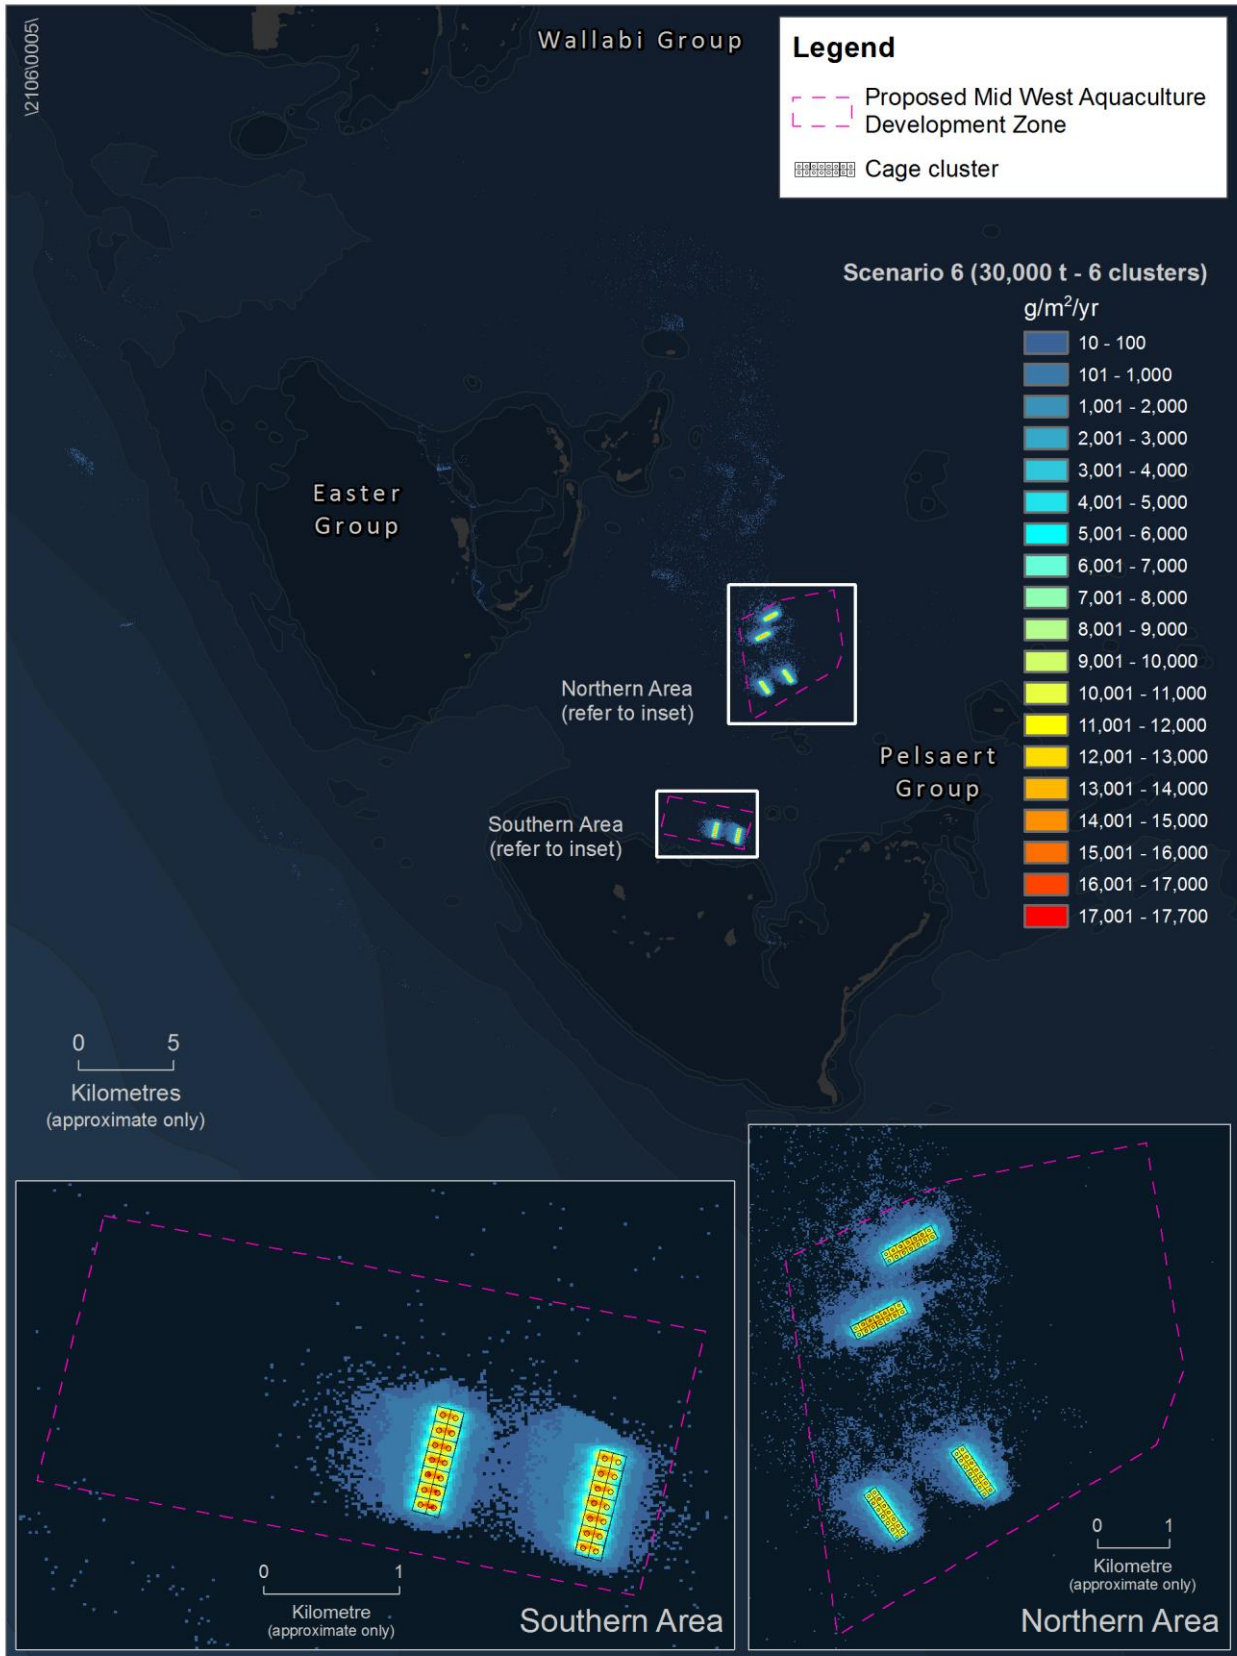 \2106\0005\
Wallabi Group
Legend
Proposed Mid West Aquaculture
Development Zone
Cage cluster
Scenario 6 (30,000 t - 6 clusters)
g/m²/yr
10 - 100
101 - 1,000
1,001 - 2,000
2,001 - 3,000
3,001 - 4,000
4,001 - 5,000
5,001 - 6,000
6,001 - 7,000
7,001 - 8,000
8,001 - 9,000
9,001 - 10,000
10,001 - 11,000
11,001 - 12,000
12,001 - 13,000
13,001 - 14,000
14,001 - 15,000
15,001 - 16,000
16,001 - 17,000
17,001 - 17,700
Easter
Group
Northern Area
(refer to inset)
Pelsaert
Group
Southern Area
(refer to inset)
0 5
Kilometres
(approximate only)
0 1
Kilometre
(approximate only)
Southern Area
0 1
Kilometre
(approximate only)
Northern Area